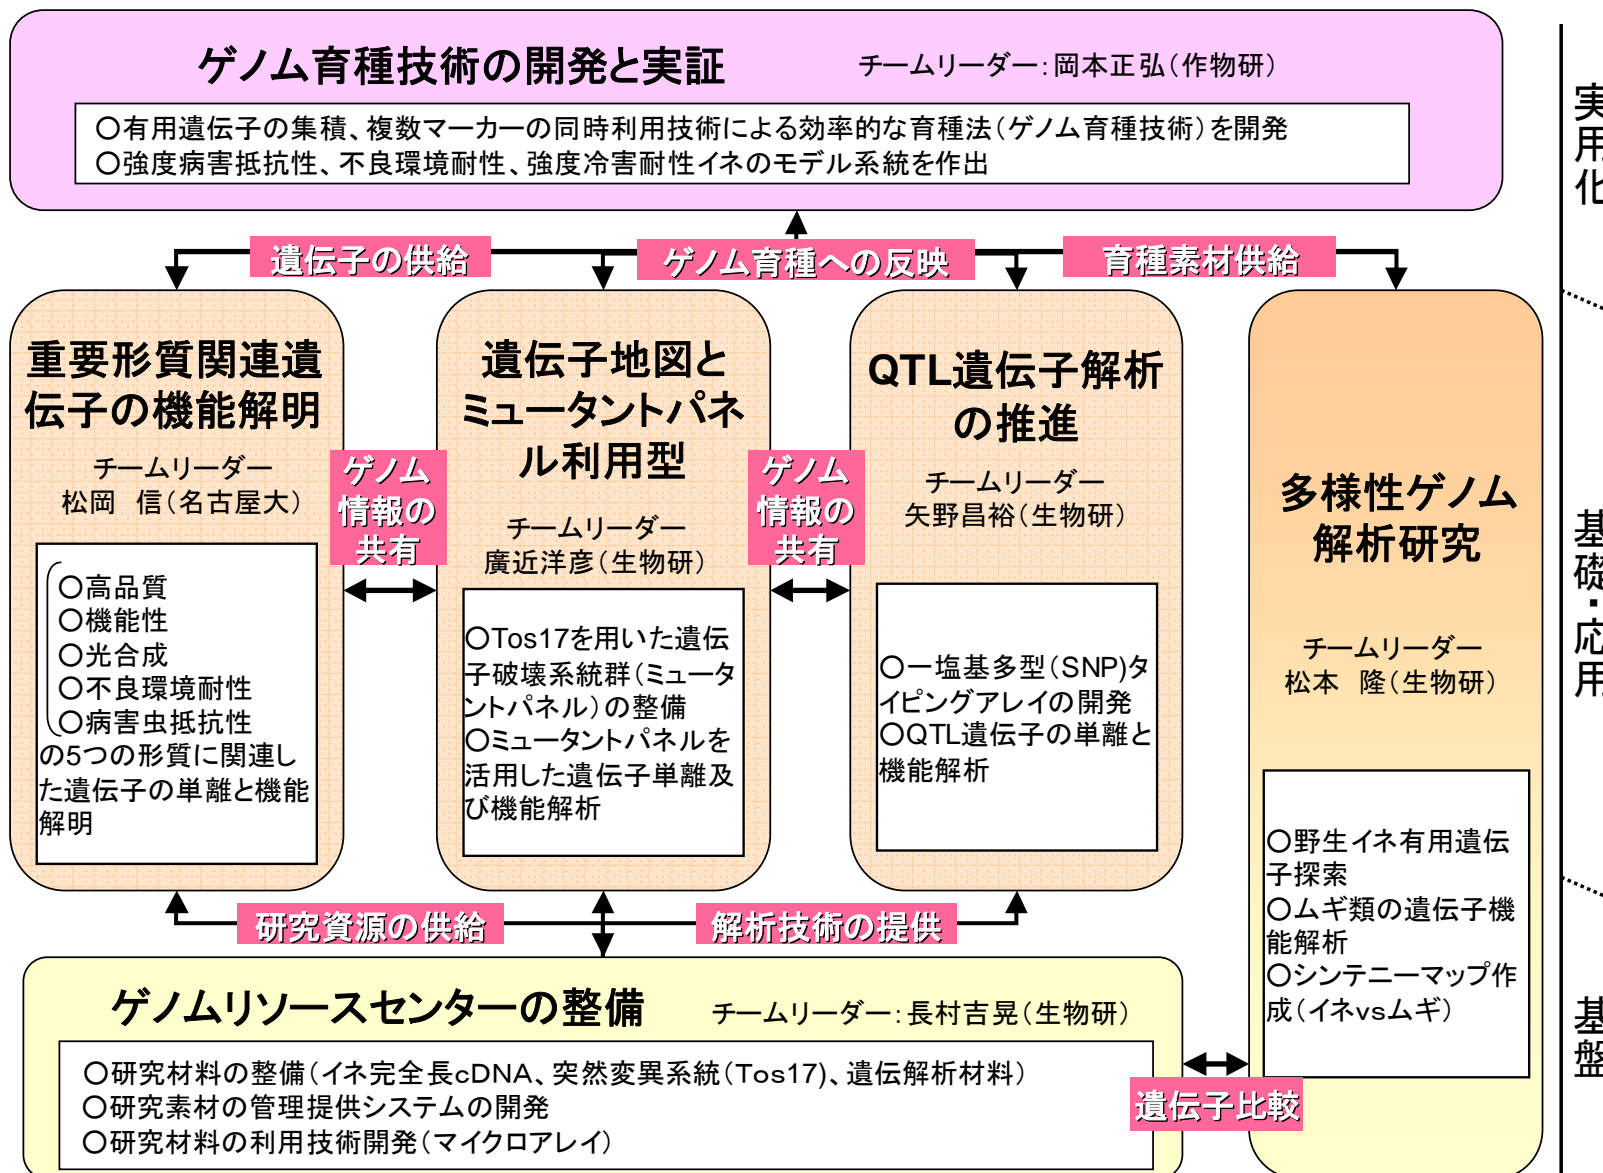 ゲノム育種技術の開発と実証
チームリーダー：岡本正弘（作物研）
〇有用遺伝子の集積、複数マーカーの同時利用技術による効率的な育種法（ゲノム育種技術）を開発
〇強度病害抵抗性、不良環境耐性、強度冷害耐性イネのモデル系統を作出
実用化
遺伝子の供給
ゲノム育種への反映
育種素材供給
重要形質関連遺
伝子の機能解明
チームリーダー
松岡　信（名古屋大）
〇高品質
〇機能性
〇光合成
〇不良環境耐性
〇病害虫抵抗性
の5つの形質に関連し
た遺伝子の単離と機能
解明
ゲノム
情報の
共有
遺伝子地図と
ミュータントパネ
ル利用型
チームリーダー
廣近洋彦（生物研）
〇Tos17を用いた遺伝
子破壊系統群（ミュータ
ントパネル）の整備
〇ミュータントパネルを
活用した遺伝子単離及
び機能解析
ゲノム
情報の
共有
QTL遺伝子解析
の推進
チームリーダー
矢野昌裕（生物研）
〇一塩基多型（SNP)タ
イピングアレイの開発
〇QTL遺伝子の単離と
機能解析
多様性ゲノム
解析研究
チームリーダー
松本　隆（生物研）
〇野生イネ有用遺伝
子探索
〇ムギ類の遺伝子機
能解析
〇シンテニーマップ作
成（イネvsムギ）
基礎・応用
研究資源の供給
解析技術の提供
ゲノムリソースセンターの整備
チームリーダー：長村吉晃（生物研）
〇研究材料の整備（イネ完全長cDNA、突然変異系統（Tos17)、遺伝解析材料）
〇研究素材の管理提供システムの開発
〇研究材料の利用技術開発（マイクロアレイ）
遺伝子比較
基盤